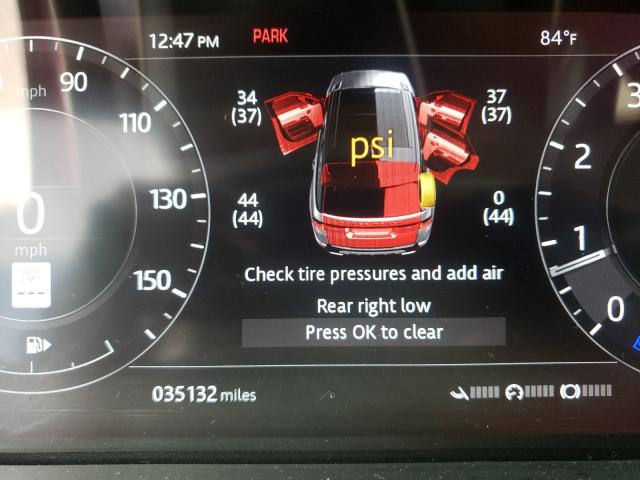 12:47 PM PARK 84°F
90 mph
110
130
150
0
mph
34
(37)
37
(37)
psi
44
(44)
0
(44)
Check tire pressures and add air
Rear right low
Press OK to clear
035132 miles
3
2
1
0